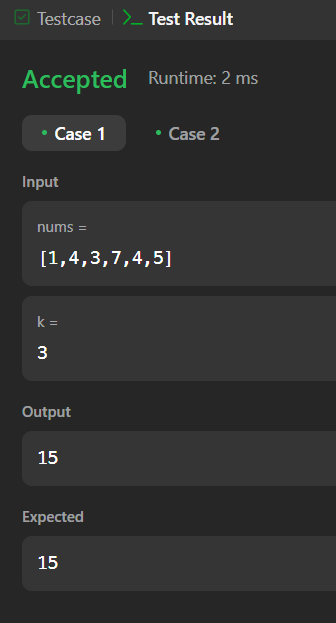 Testcase | Test Result
Accepted Runtime: 2 ms
• Case 1 • Case 2
Input
nums =
[1,4,3,7,4,5]
k =
3
Output
15
Expected
15